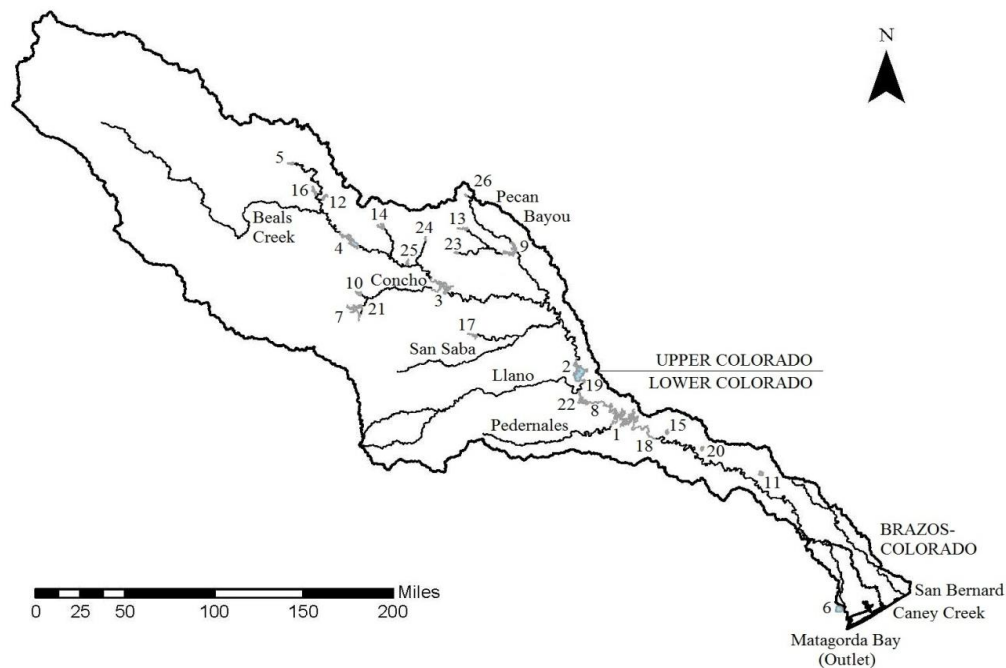 N
26
Pecan
Bayou
5
16
12
Beals
Creek
14
13
24
4
23
9
25
Concho
10
3
7
21
17
San Saba
2
UPPER COLORADO
LOWER COLORADO
Llano
19
22
8
Pedernales
1
15
18
20
11
BRAZOS-
COLORADO
San Bernard
6
Caney Creek
Matagorda Bay
(Outlet)
Miles
0 25 50 100 150 200